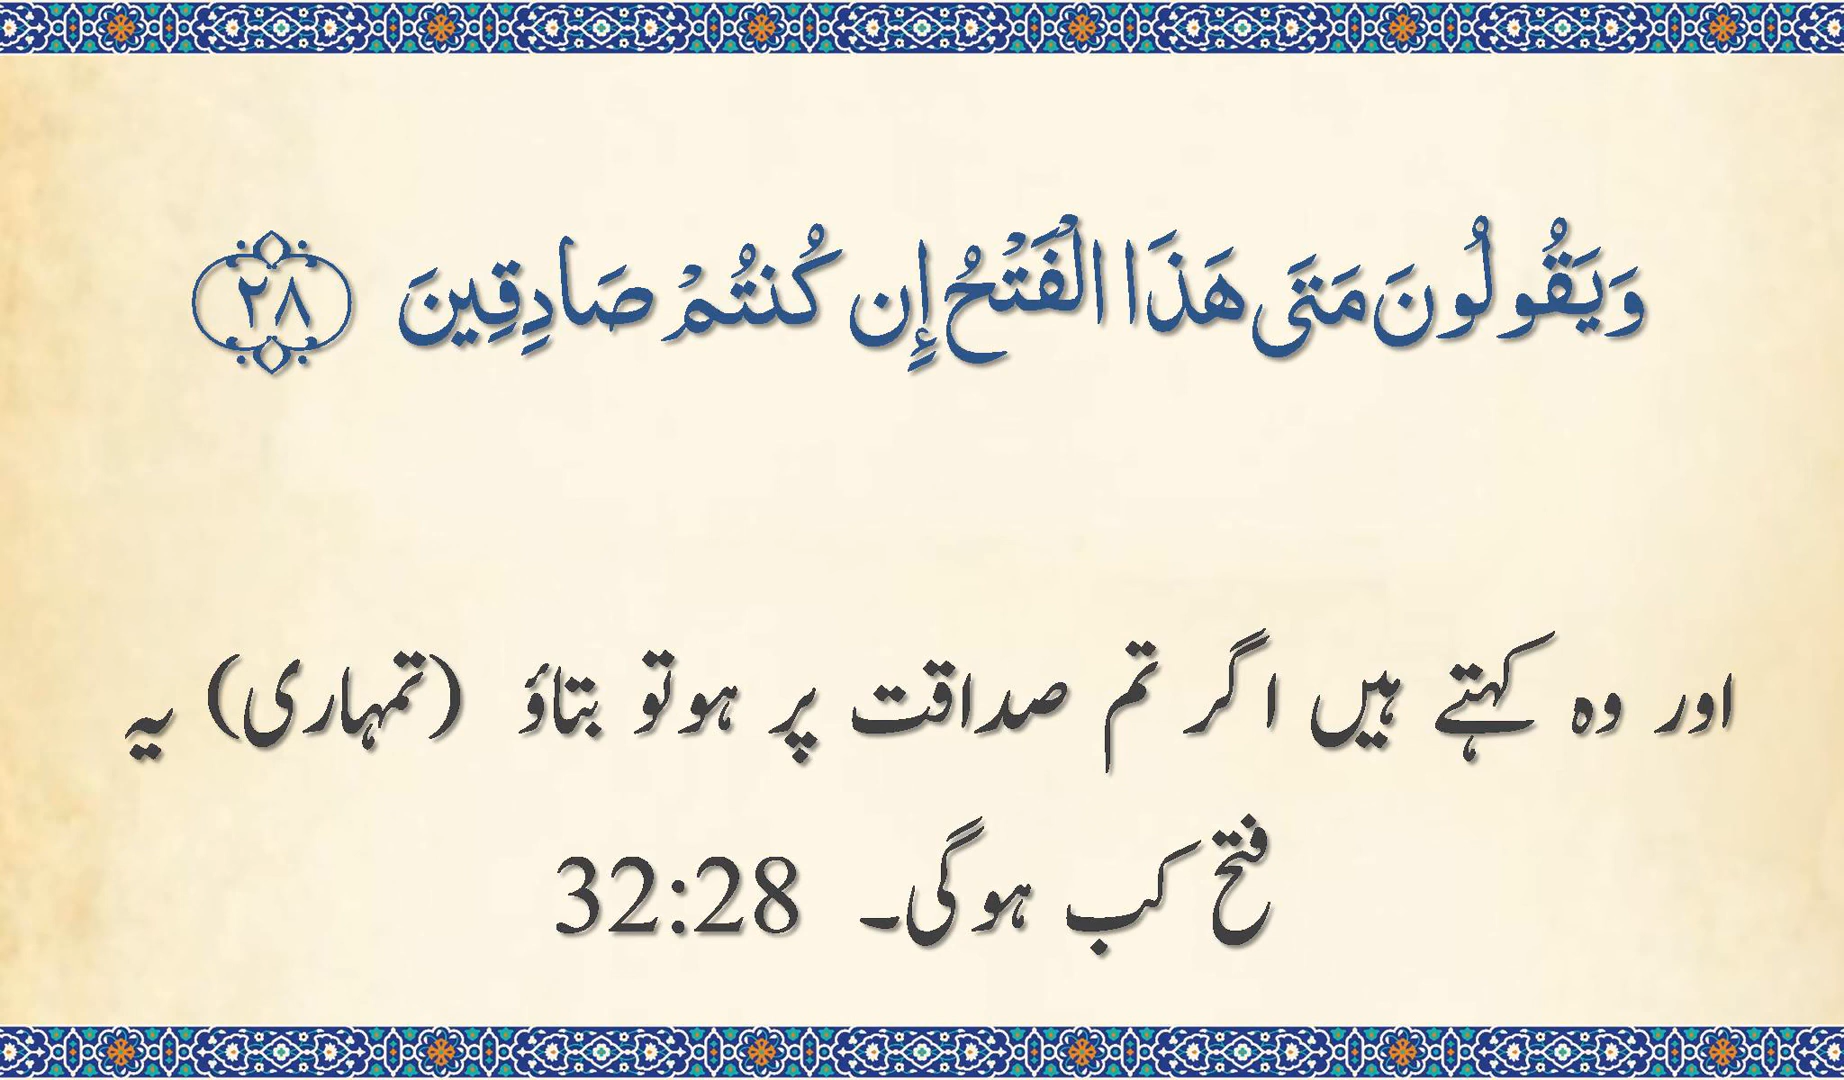 وَيَقُولُونَ مَتَى هَذَا الْفَتْحُ إِن كُنتُمْ صَادِقِينَ ﴿٢٨﴾
اور وہ کہتے ہیں اگر تم صداقت پر ہو تو بتاؤ (تمہاری) یہ
فتح کب ہوگی۔ 32:28